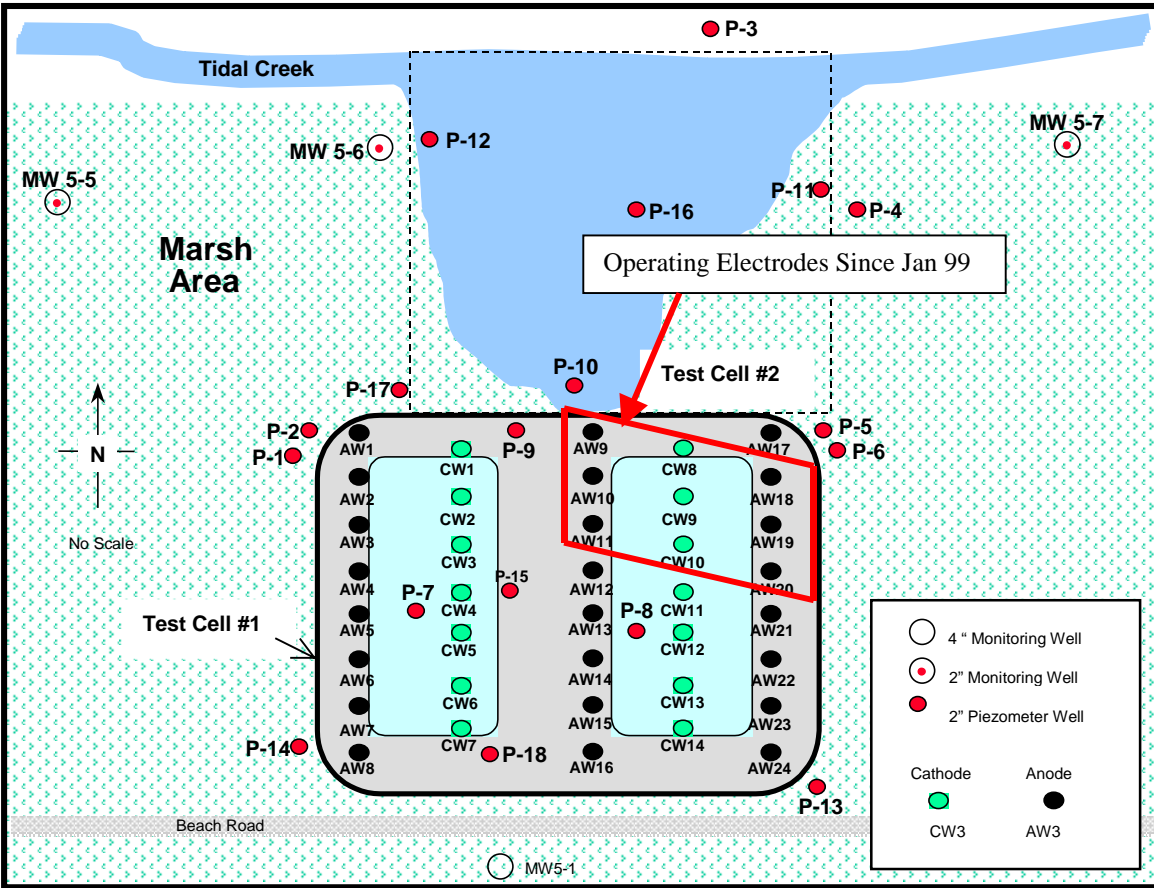 P-3
Tidal Creek
MW 5-7
P-12
MW 5-6
MW 5-5
P-11
P-4
P-16
Marsh
Area
Operating Electrodes Since Jan 99
P-10
Test Cell #2
P-17
P-2
P-9
P-5
P-1
P-6
N
No Scale
AW1
AW9
AW17
CW1
CW8
AW2
AW10
AW18
CW2
CW9
AW3
AW11
AW19
CW3
CW10
AW4
P-15
AW12
AW20
P-7
CW4
P-8
CW11
Test Cell #1
AW5
AW13
AW21
CW5
CW12
AW6
AW14
AW22
CW6
CW13
AW7
AW15
AW23
CW7
CW14
P-14
AW8
P-18
AW16
AW24
P-13
Beach Road
MW5-1
4 “ Monitoring Well
2” Monitoring Well
2” Piezometer Well
Cathode
Anode
CW3
AW3